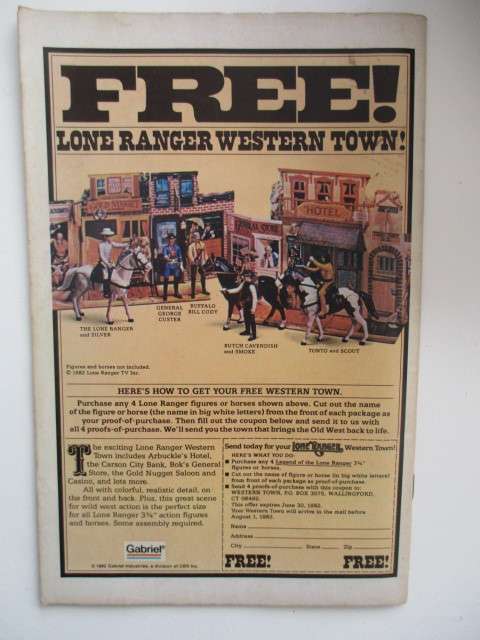 FREE!
LONE RANGER WESTERN TOWN!
GOLD NUGGET
GENERAL STORE
HOTEL
THE LONE RANGER
and SILVER
GENERAL
GEORGE
CUSTER
BUFFALO
BILL CODY
BUTCH CAVENDISH
and SMOKE
TONTO and SCOUT
Figures and horses not included.
© 1982 Lone Ranger TV Inc.
HERE'S HOW TO GET YOUR FREE WESTERN TOWN.
Purchase any 4 Lone Ranger figures or horses shown above. Cut out the name
of the figure or horse (the name in big white letters) from the front of each package as
your proof-of-purchase. Then fill out the coupon below and send it to us with
all 4 proofs-of-purchase. We'll send you the town that brings the Old West back to life.
The exciting Lone Ranger Western
Town includes Arbuckle's Hotel,
the Carson City Bank, Bok's General
Store, the Gold Nugget Saloon and
Casino, and lots more.
All with colorful, realistic detail, on
the front and back. Plus, this great scene
for wild west action is the perfect size
for all Lone Ranger 3¾" action figures
and horses. Some assembly required.
Gabriel®
© 1982 Gabriel Industries, a division of CBS Inc.
Send today for your LONE RANGER Western Town!
HERE'S WHAT YOU DO:
Purchase any 4 Legend of the Lone Ranger 3¾"
figures or horses.
Cut out the name of figure or horse (in big white letters)
from front of each package as proof-of-purchase.
Send 4 proofs-of-purchase with this coupon to:
WESTERN TOWN, P.O. BOX 2075, WALLINGFORD,
CT 06492.
This offer expires June 30, 1982.
Your Western Town will arrive in the mail before
August 1, 1982.
Name
Address
City State Zip
FREE! FREE!